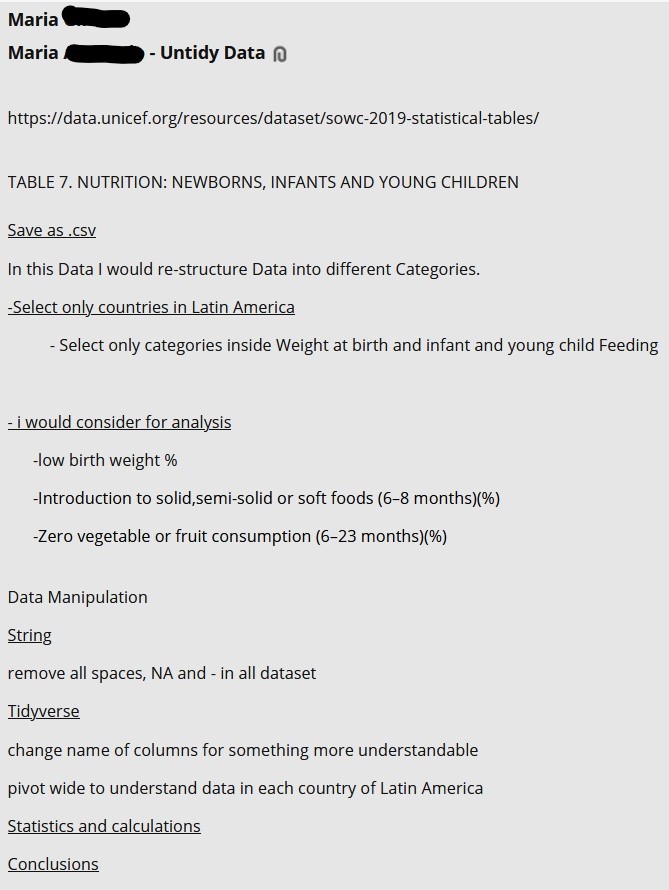 Maria
Maria - Untidy Data
https://data.unicef.org/resources/dataset/sowc-2019-statistical-tables/
TABLE 7. NUTRITION: NEWBORNS, INFANTS AND YOUNG CHILDREN
Save as .csv
In this Data I would re-structure Data into different Categories.
-Select only countries in Latin America
- Select only categories inside Weight at birth and infant and young child Feeding
- i would consider for analysis
-low birth weight %
-Introduction to solid,semi-solid or soft foods (6–8 months)(%)
-Zero vegetable or fruit consumption (6–23 months)(%)
Data Manipulation
String
remove all spaces, NA and - in all dataset
Tidyverse
change name of columns for something more understandable
pivot wide to understand data in each country of Latin America
Statistics and calculations
Conclusions